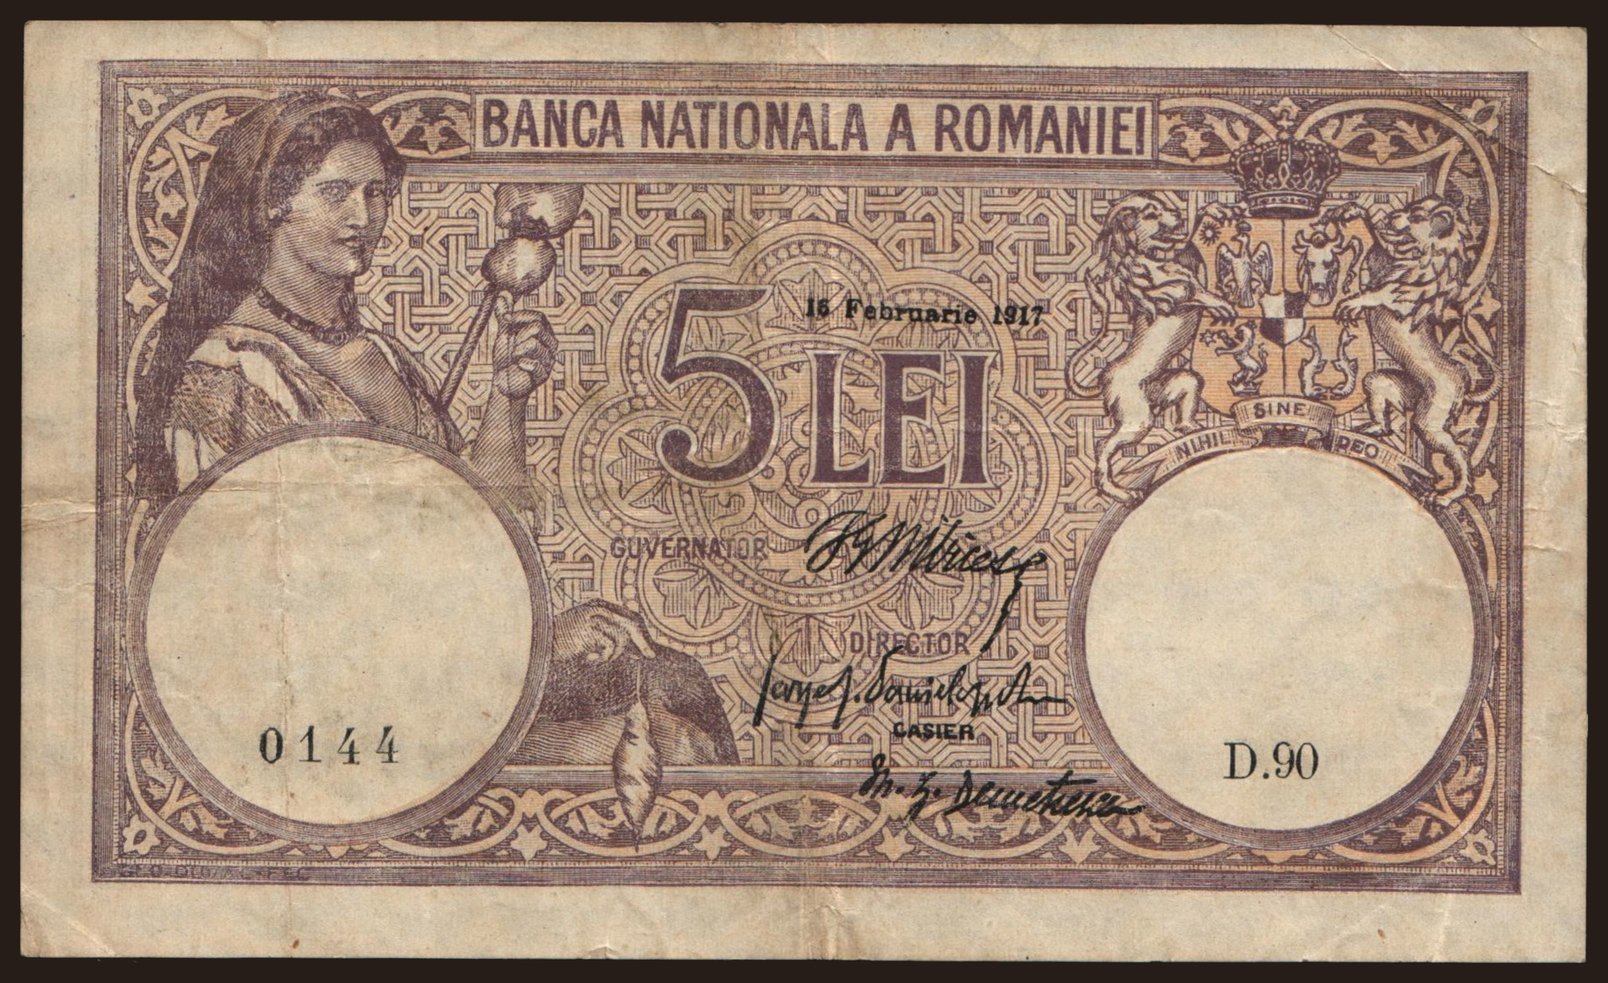 BANCA NATIONALA A ROMANIEI
16 Februarie 1917
5 LEI
NIHIL SINE DEO
GUVERNATOR
DIRECTOR
CASIER
0144
D.90